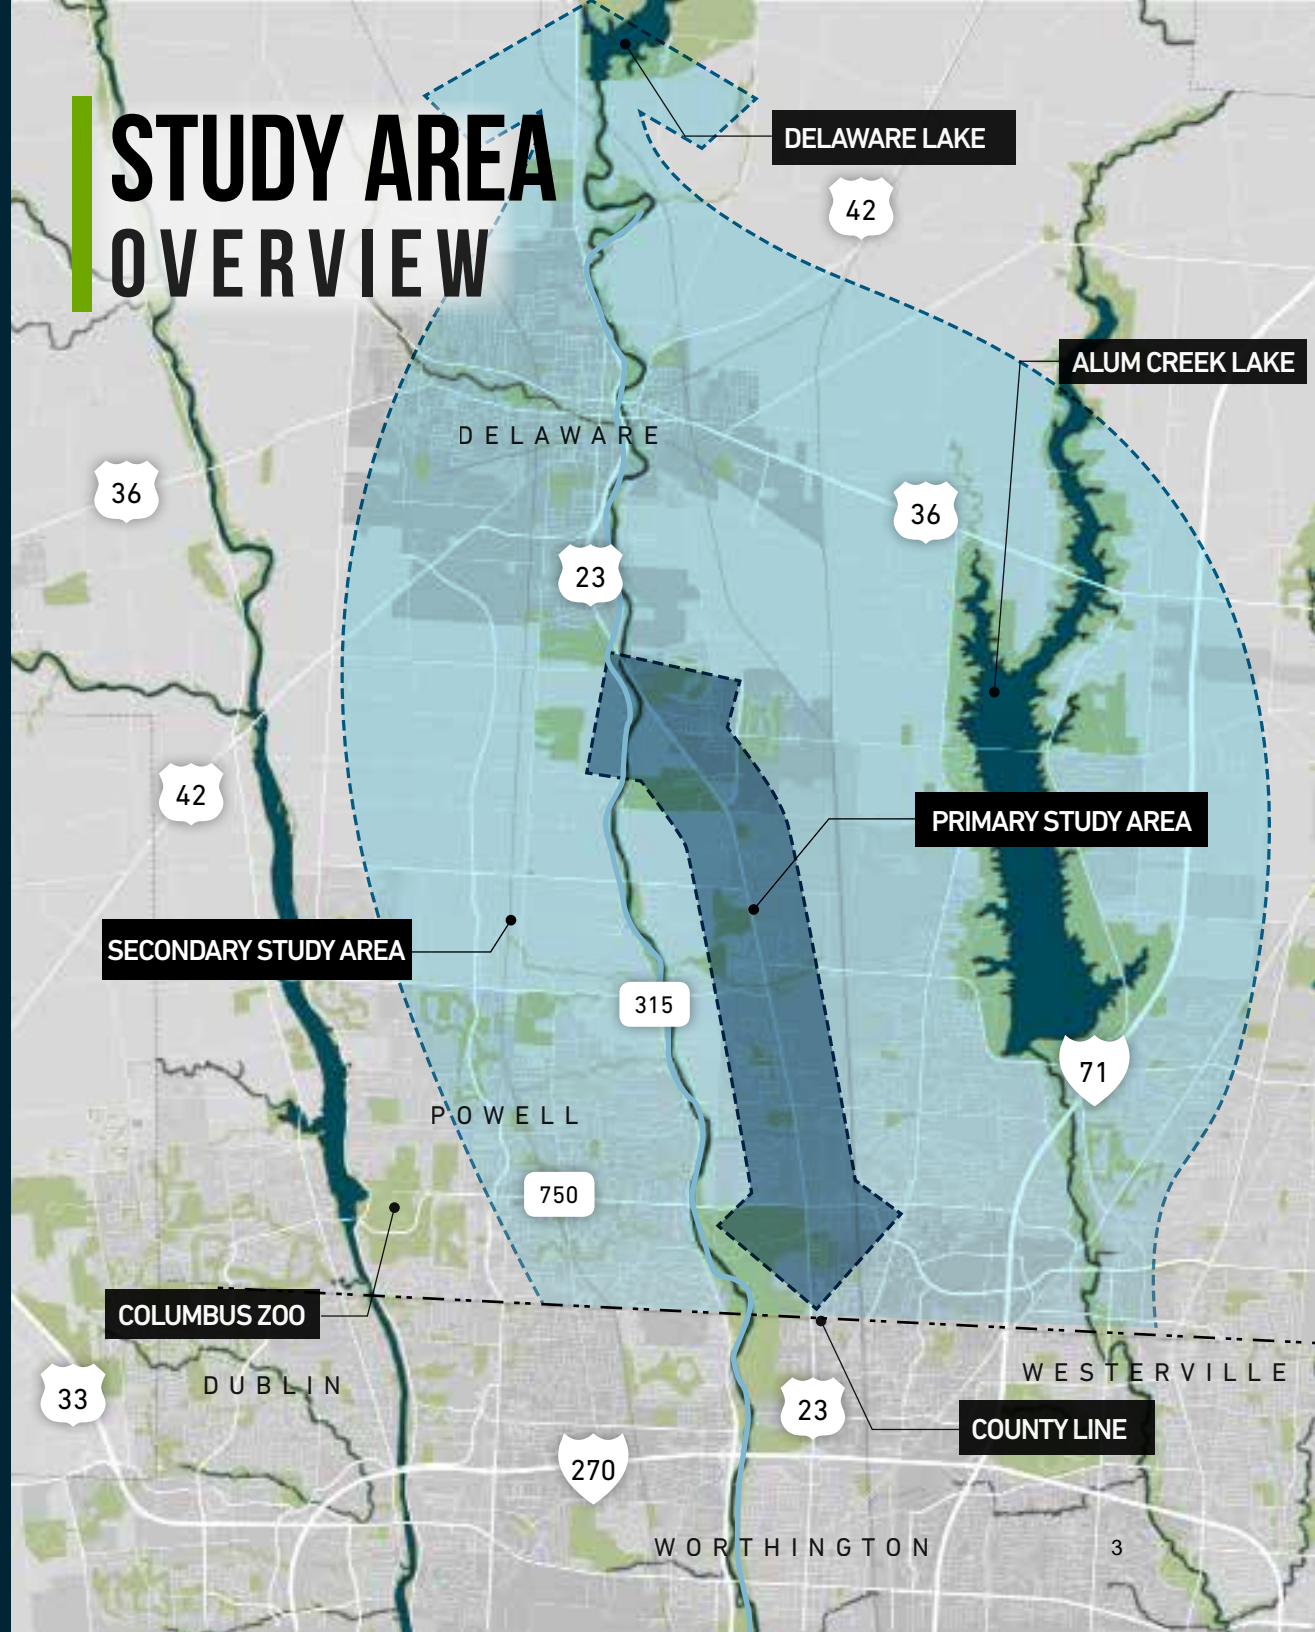 STUDY AREA
OVERVIEW
DELAWARE LAKE
42
ALUM CREEK LAKE
DELAWARE
36
36
23
42
PRIMARY STUDY AREA
SECONDARY STUDY AREA
315
71
POWELL
750
COLUMBUS ZOO
DUBLIN
WESTERVILLE
33
23
COUNTY LINE
270
WORTHINGTON
3